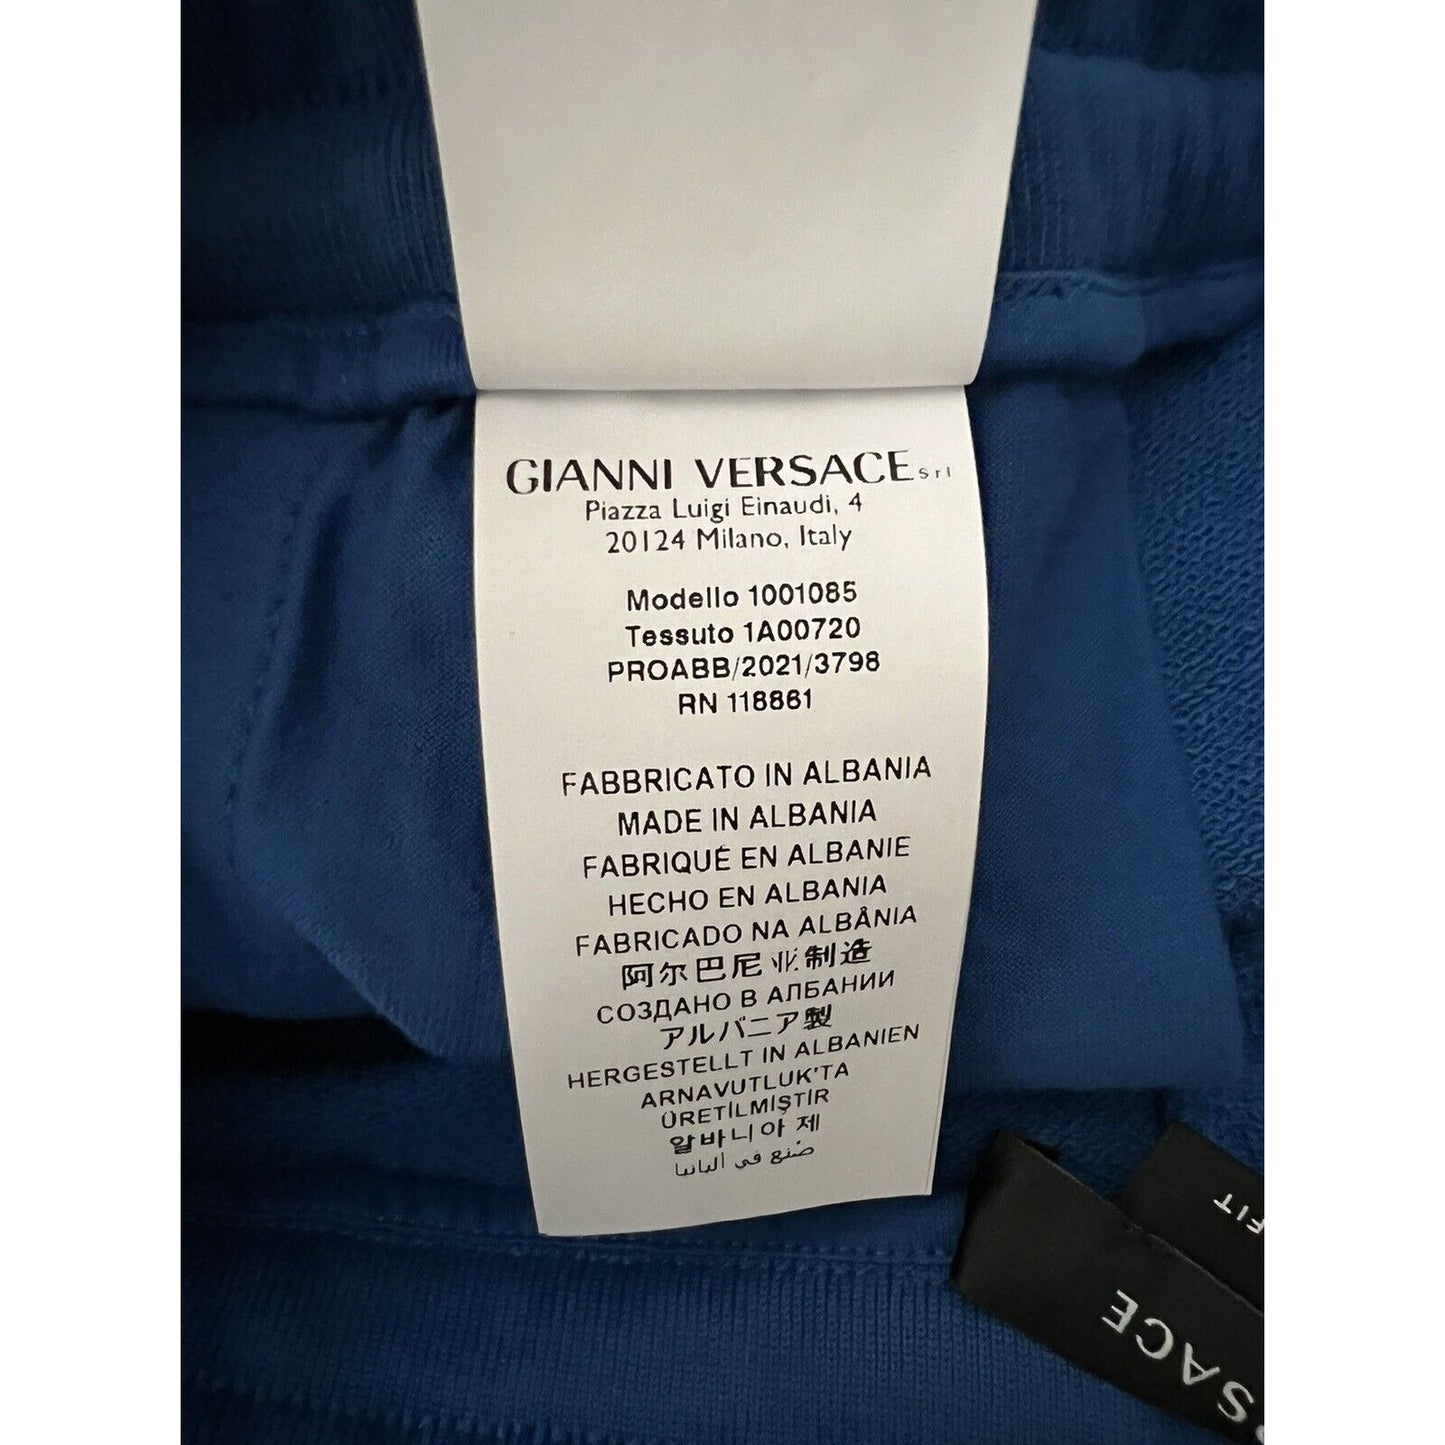 GIANNI VERSACE srl
Piazza Luigi Einaudi, 4
20124 Milano, Italy
Modello 1001085
Tessuto 1A00720
PROABB/2021/3798
RN 118861
FABBRICATO IN ALBANIA
MADE IN ALBANIA
FABRIQUÉ EN ALBANIE
HECHO EN ALBANIA
FABRICADO NA ALBÂNIA
阿尔巴尼亚制造
СОЗДАНО В АЛБАНИИ
アルバニア製
HERGESTELLT IN ALBANIEN
ARNAVUTLUK'TA
ÜRETİLMİŞTİR
알바니아 제
صنع في ألبانيا
FIT
SACE